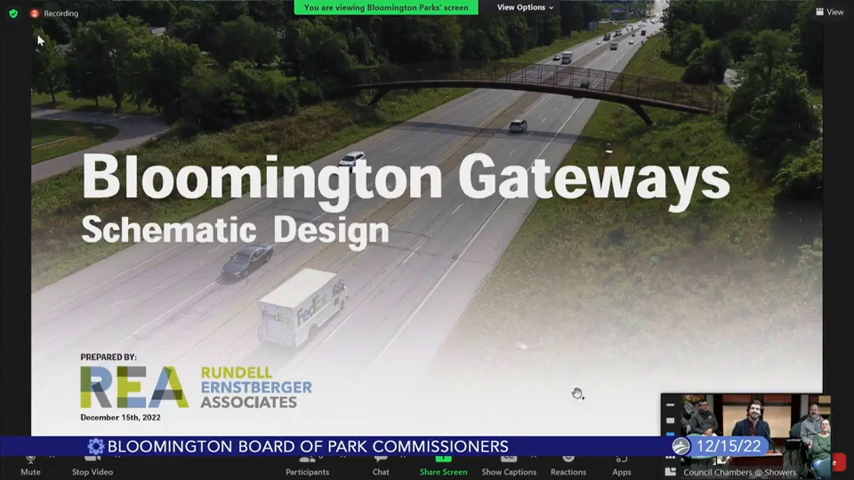 Recording
You are viewing Bloomington Parks' screen
View Options
View
Bloomington Gateways
Schematic Design
FedEx
PREPARED BY:
REA
RUNDELL
ERNSTBERGER
ASSOCIATES
December 15th, 2022
BLOOMINGTON BOARD OF PARK COMMISSIONERS
12/15/22
Mute
Stop Video
Participants
Chat
Share Screen
Show Captions
Reactions
Apps
Council Chambers @ Showers